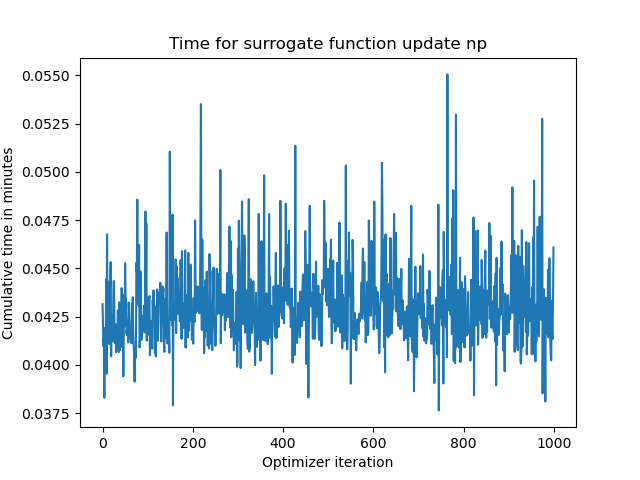 Time for surrogate function update np
Cumulative time in minutes
0.0550
0.0525
0.0500
0.0475
0.0450
0.0425
0.0400
0.0375
0 200 400 600 800 1000
Optimizer iteration